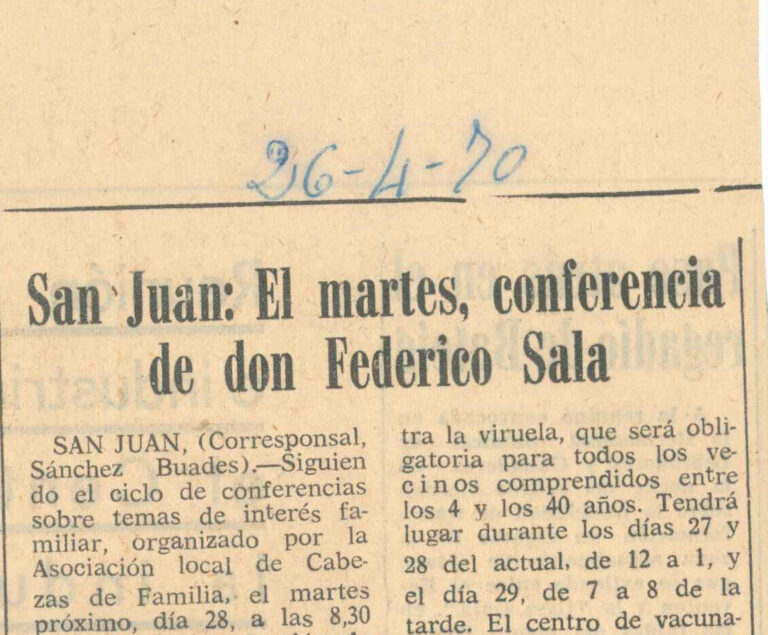 26-4-70
San Juan: El martes, conferencia
de don Federico Sala
SAN JUAN, (Corresponsal,
Sánchez Buades).—Siguien
do el ciclo de conferencias
sobre temas de interés fa-
miliar, organizado por la
Asociación local de Cabe-
zas de Familia, el martes
próximo, día 28, a las 8,30
tra la viruela, que será obli-
gatoria para todos los ve-
cinos comprendidos entre
los 4 y los 40 años. Tendrá
lugar durante los días 27 y
28 del actual, de 12 a 1, y
el día 29, de 7 a 8 de la
tarde. El centro de vacuna-